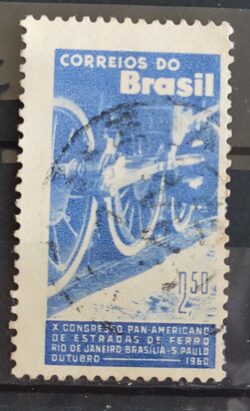 CORREIOS DO
Brasil
2,50
X CONGRESSO PAN-AMERICANO
DE ESTRADAS DE FERRO
RIO DE JANEIRO-BRASILIA-S.PAULO
OUTUBRO 1960